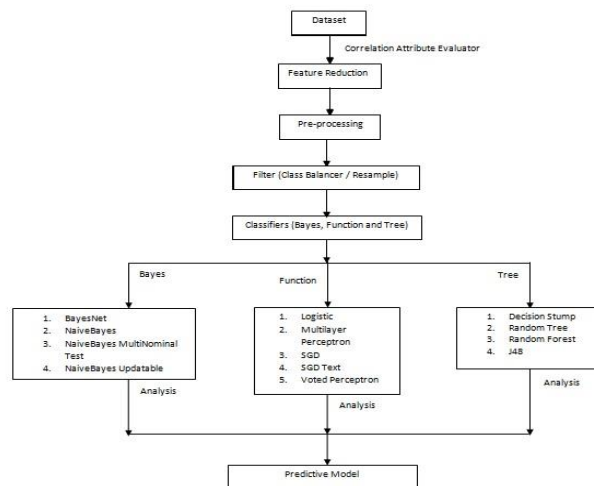 Dataset
Correlation Attribute Evaluator
Feature Reduction
Pre-processing
Filter (Class Balancer / Resample)
Classifiers (Bayes, Function and Tree)
Bayes
Function
Tree
1. BayesNet
2. NaiveBayes
3. NaiveBayes MultiNominal
Test
4. NaiveBayes Updatable
1. Logistic
2. Multilayer
Perceptron
3. SGD
4. SGD Text
5. Voted Perceptron
1. Decision Stump
2. Random Tree
3. Random Forest
4. J48
Analysis
Analysis
Analysis
Predictive Model